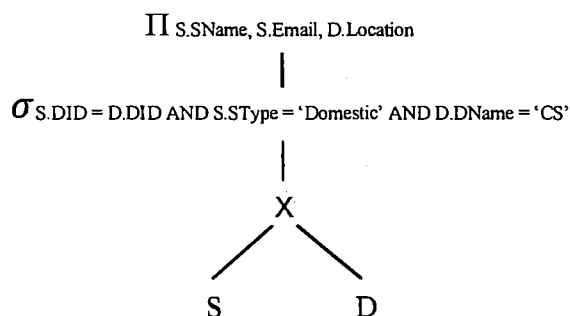 Π S.SName, S.Email, D.Location
σ S.DID = D.DID AND S.SType = ‘Domestic’ AND D.DName = ‘CS’
X
S D